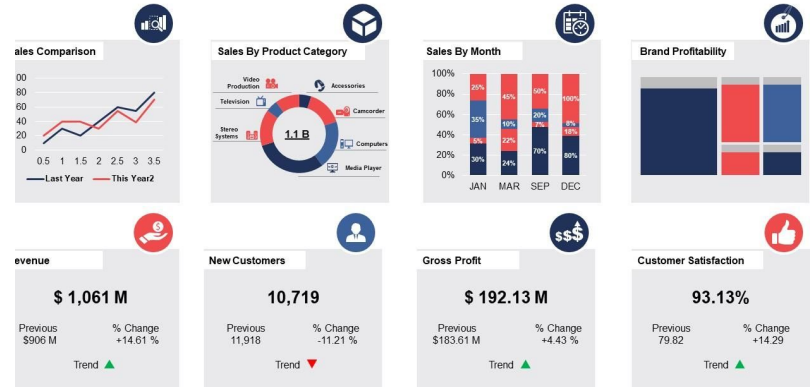 ales Comparison
00
80
60
40
20
0
0.5 1 1.5 2 2.5 3 3.5
Last Year This Year2
Sales By Product Category
Video
Production
Accessories
Television
Camcorder
Stereo
Systems
1.1 B
Computers
Media Player
Sales By Month
100%
80%
60%
40%
20%
0%
25%
35%
6%
30%
45%
10%
22%
24%
50%
20%
7%
70%
100%
8%
18%
80%
JAN MAR SEP DEC
Brand Profitability
evenue
$ 1,061 M
Previous % Change
$906 M +14.61 %
Trend
New Customers
10,719
Previous % Change
11,918 -11.21 %
Trend
$$$
Gross Profit
$ 192.13 M
Previous % Change
$183.61 M +4.43 %
Trend
Customer Satisfaction
93.13%
Previous % Change
79.82 +14.29
Trend